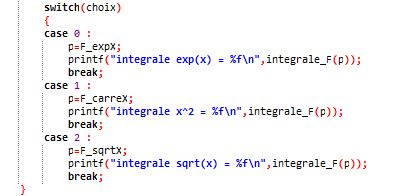 switch(choix)
{
case 0 :
p=F_expX;
printf("integrale exp(x) = %f\n",integrale_F(p));
break;
case 1 :
p=F_carreX;
printf("integrale x^2 = %f\n",integrale_F(p));
break;
case 2 :
p=F_sqrtX;
printf("integrale sqrt(x) = %f\n",integrale_F(p));
break;
}